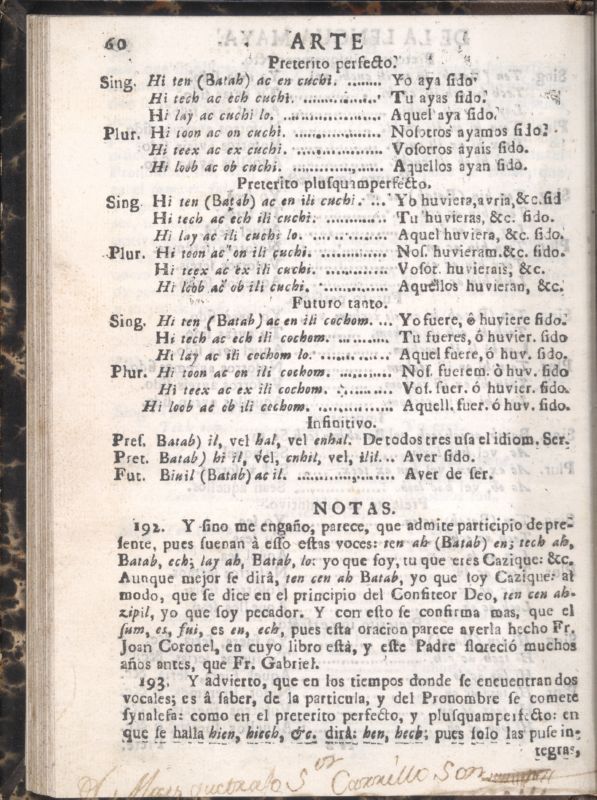 60 ARTE
Preterito perfecto.
Sing. Hi ten (Batab) ac en cuchi. ........ Yo aya sido
Hi tech ac ech cuchi. ............... Tu ayas sido.
Hi lay ac cuchi lo. .................. Aquel aya sido.
Plur. Hi toon ac on cuchi. ................ Nosotros ayamos sido.
Hi teex ac ex cuchi. ................ Vosotros ayais sido.
Hi loob ac ob cuchi. ................ Aquellos ayan sido.
Preterito plusquamperfecto.
Sing. Hi ten (Batab) ac en ili cuchi. ... Yo huviera, avria, &c. sid
Hi tech ac ech ili cuchi. ............ Tu huvieras, &c. sido.
Hi lay ac ili cuchi lo. ............ Aquel huviera, &c. sido.
Plur. Hi toon ac on ili cuchi. ............ Nos. huvieram. &c. sido.
Hi teex ac ex ili cuchi. ............ Vosot. huvierais, &c.
Hi loob ac ob ili cuchi. ............ Aquellos huvieran, &c.
Futuro tanto.
Sing. Hi ten (Batab) ac en ili cochom. ... Yo fuere, ô huviere sido.
Hi tech ac ech ili cochom. .......... Tu fueres, ó huvier. sido
Hi lay ac ili cochom lo. ............ Aquel fuere, ó huv. sido.
Plur. Hi toon ac on ili cochom. .......... Nos. fuerem. ò huv. sido
Hi teex ac ex ili cochom. .......... Vos. fuer. ó huvier. sido.
Hi loob ac ob ili cochom. ............. Aquell. fuer. ó huv. sido.
Infinitivo.
Pres. Batab) il, vel hal, vel enhal. De todos tres usa el idiom. Ser.
Pret. Batab) hi il, vel, enhil, vel, ilil... Aver sido.
Fut. Binil (Batab) ac il. ................ Aver de ser.
NOTAS.
192. Y sino me engaño, parece, que admite participio de pre-
sente, pues suenan à esso estas voces: ten ah (Batab) en; tech ah,
Batab, ech; lay ah, Batab, lo: yo que soy, tu que eres Cazique: &c.
Aunque mejor se dirâ, ten cen ah Batab, yo que soy Cazique: al
modo, que se dice en el principio del Confiteor Deo, ten cen ah-
zipil, yo que soy pecador. Y con esto se confirma mas, que el
sum, es, fui, es en, ech, pues esta oracion parece averla hecho Fr.
Joan Coronel, en cuyo libro està, y este Padre floreció muchos
años antes, que Fr. Gabriel.
193. Y advierto, que en los tiempos donde se encuentran dos
vocales; es â saber, de la particula, y del Pronombre se comete
synalefa: como en el preterito perfecto, y plusquamperfecto: en
que se halla hien, hiech, &c. dirâ: hen, hech; pues solo las puse in-
tegras,
Sor Carrillo Son